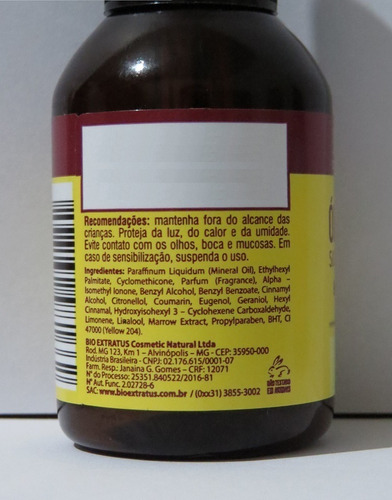 Recomendações: mantenha fora do alcance das
crianças. Proteja da luz, do calor e da umidade.
Evite contato com os olhos, boca e mucosas. Em
caso de sensibilização, suspenda o uso.
Ingredientes: Paraffinum Liquidum (Mineral Oil), Ethylhexyl
Palmitate, Cyclomethicone, Parfum (Fragrance), Alpha -
Isomethyl Ionone, Benzyl Alcohol, Benzyl Benzoate, Cinnamyl
Alcohol, Citronellol, Coumarin, Eugenol, Geraniol, Hexyl
Cinnamal, Hydroxyisohexyl 3 - Cyclohexene Carboxaldehyde,
Limonene, Linalool, Marrow Extract, Propylparaben, BHT, CI
47000 (Yellow 204).
BIO EXTRATUS Cosmetic Natural Ltda
Rod. MG 123, Km 1 - Alvinópolis - MG - CEP: 35950-000
Indústria Brasileira - CNPJ: 02.176.615/0001-07
Farm. Resp.: Janaina G. Gomes - CRF: 12071
Nº do Processo: 25351.840522/2016-81
Nº Aut. Func. 2.02728-6
SAC: www.bioextratus.com.br / (0xx31) 3855-3002
NÃO TESTADO
EM ANIMAIS